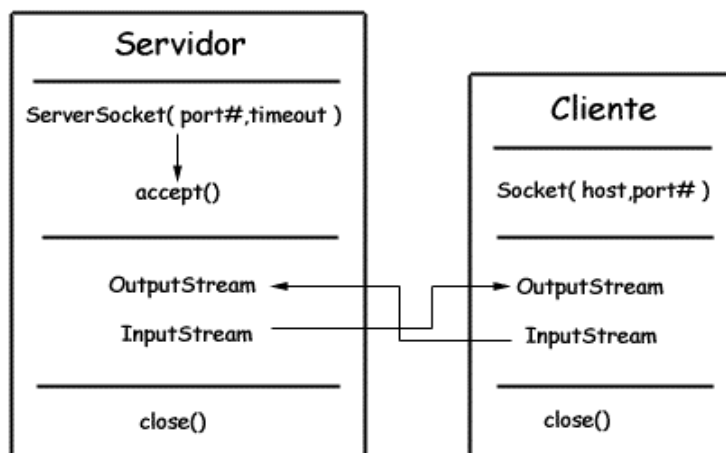 Servidor
ServerSocket( port#,timeout )
accept()
OutputStream
InputStream
close()
Cliente
Socket( host,port# )
OutputStream
InputStream
close()